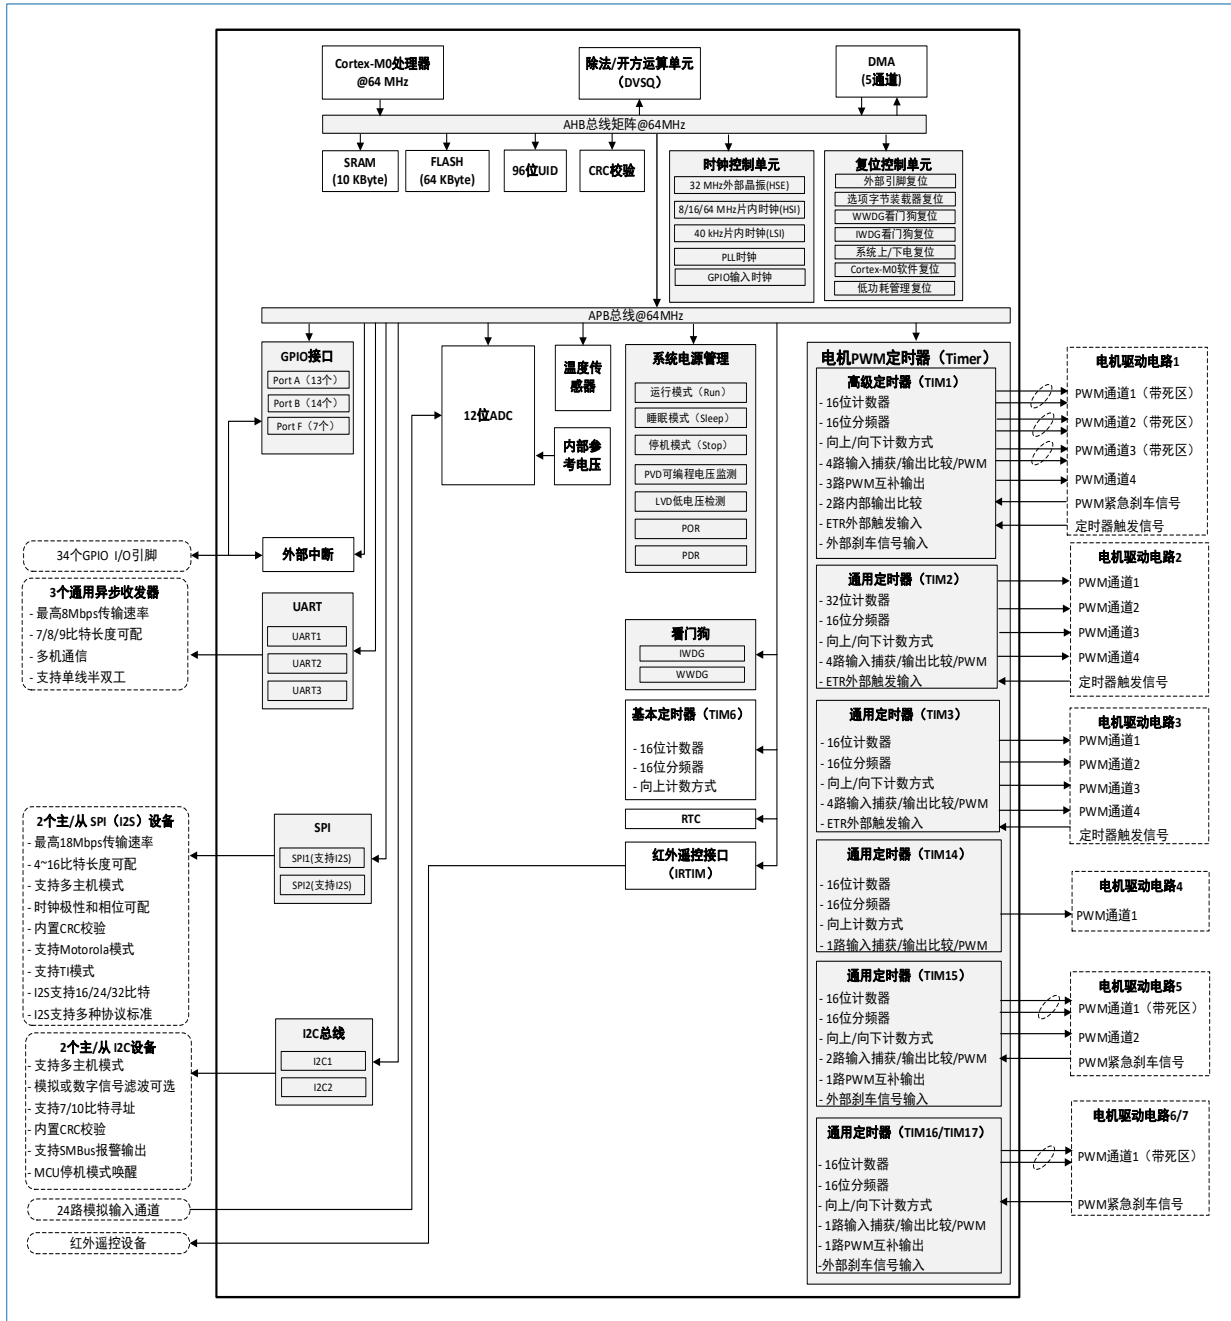 Cortex-M0处理器
@64 MHz
除法/开方运算单元
（DVSQ）
DMA
(5通道)
AHB总线矩阵@64MHz
SRAM
(10 KByte)
FLASH
(64 KByte)
96位UID
CRC校验
时钟控制单元
32 MHz外部晶振(HSE)
8/16/64 MHz片内时钟(HSI)
40 kHz片内时钟(LSI)
PLL时钟
GPIO输入时钟
复位控制单元
外部引脚复位
选项字节装载器复位
WWDG看门狗复位
IWDG看门狗复位
系统上/下电复位
Cortex-M0软件复位
低功耗管理复位
APB总线@64MHz
GPIO接口
Port A（13个）
Port B（14个）
Port F（7个）
12位ADC
温度传
感器
内部参
考电压
系统电源管理
运行模式（Run）
睡眠模式（Sleep）
停机模式（Stop）
PVD可编程电压监测
LVD低电压检测
POR
PDR
电机PWM定时器（Timer）
高级定时器（TIM1）
- 16位计数器
- 16位分频器
- 向上/向下计数方式
- 4路输入捕获/输出比较/PWM
- 3路PWM互补输出
- 2路内部输出比较
- ETR外部触发输入
- 外部刹车信号输入
电机驱动电路1
PWM通道1（带死区）
PWM通道2（带死区）
PWM通道3（带死区）
PWM通道4
PWM紧急刹车信号
定时器触发信号
34个GPIO I/O引脚
外部中断
3个通用异步收发器
- 最高8Mbps传输速率
- 7/8/9比特长度可配
- 多机通信
- 支持单线半双工
UART
UART1
UART2
UART3
看门狗
IWDG
WWDG
通用定时器（TIM2）
- 32位计数器
- 16位分频器
- 向上/向下计数方式
- 4路输入捕获/输出比较/PWM
- ETR外部触发输入
电机驱动电路2
PWM通道1
PWM通道2
PWM通道3
PWM通道4
定时器触发信号
基本定时器（TIM6）
- 16位计数器
- 16位分频器
- 向上计数方式
通用定时器（TIM3）
- 16位计数器
- 16位分频器
- 向上/向下计数方式
- 4路输入捕获/输出比较/PWM
- ETR外部触发输入
电机驱动电路3
PWM通道1
PWM通道2
PWM通道3
PWM通道4
定时器触发信号
RTC
红外遥控接口
（IRTIM）
2个主/从 SPI（I2S）设备
- 最高18Mbps传输速率
- 4~16比特长度可配
- 支持多主机模式
- 时钟极性和相位可配
- 内置CRC校验
- 支持Motorola模式
- 支持TI模式
- I2S支持16/24/32比特
- I2S支持多种协议标准
SPI
SPI1(支持I2S)
SPI2(支持I2S)
通用定时器（TIM14）
- 16位计数器
- 16位分频器
- 向上计数方式
- 1路输入捕获/输出比较/PWM
电机驱动电路4
PWM通道1
通用定时器（TIM15）
- 16位计数器
- 16位分频器
- 向上/向下计数方式
- 2路输入捕获/输出比较/PWM
- 1路PWM互补输出
- 外部刹车信号输入
电机驱动电路5
PWM通道1（带死区）
PWM通道2
PWM紧急刹车信号
2个主/从 I2C设备
- 支持多主机模式
- 模拟或数字信号滤波可选
- 支持7/10比特寻址
- 内置CRC校验
- 支持SMBus报警输出
- MCU停机模式唤醒
I2C总线
I2C1
I2C2
通用定时器（TIM16/TIM17）
- 16位计数器
- 16位分频器
- 向上/向下计数方式
- 1路输入捕获/输出比较/PWM
- 1路PWM互补输出
-外部刹车信号输入
电机驱动电路6/7
PWM通道1（带死区）
PWM紧急刹车信号
24路模拟输入通道
红外遥控设备